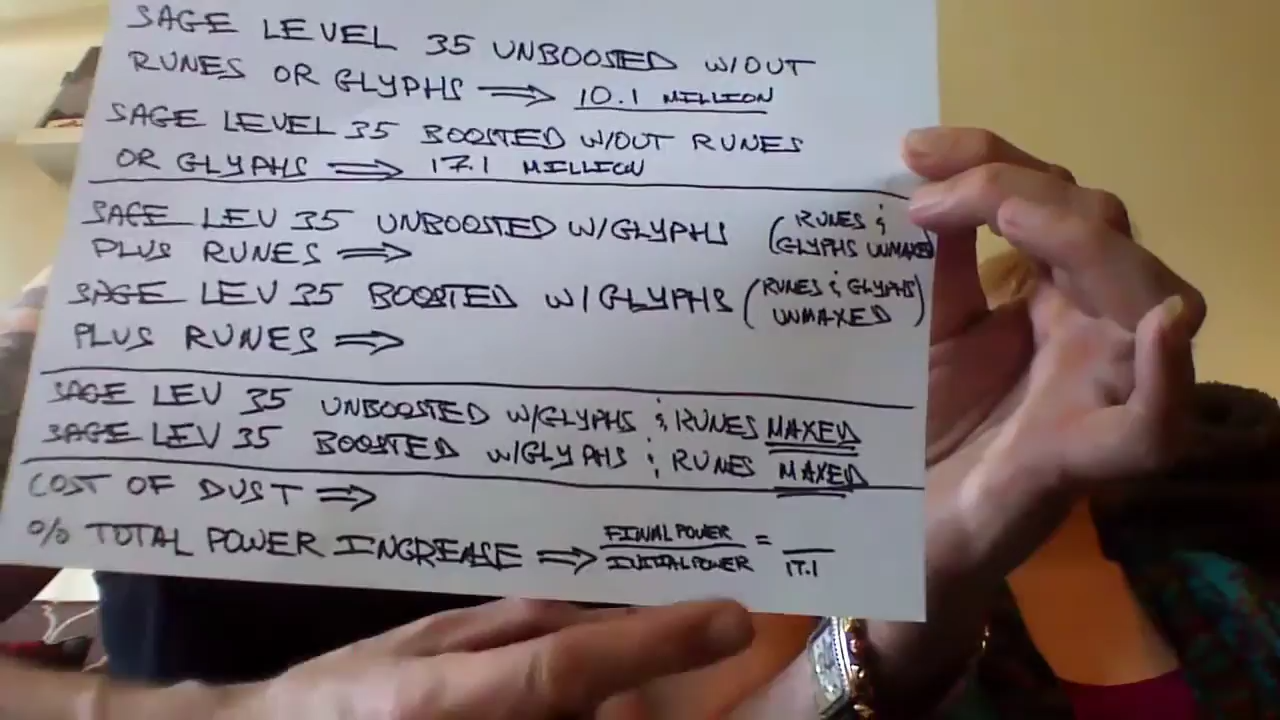 SAGE LEVEL 35 UNBOOSTED W/OUT
RUNES OR GLYPHS ⇒ 10.1 MILLION
SAGE LEVEL 35 BOOSTED W/OUT RUNES
OR GLYPHS ⇒ 17.1 MILLION
SAGE LEV 35 UNBOOSTED W/GLYPHS (RUNES &
PLUS RUNES ⇒ GLYPHS UNMAXED
SAGE LEV 35 BOOSTED W/GLYPHS (RUNES & GLYPHS)
PLUS RUNES ⇒ UNMAXED
SAGE LEV 35 UNBOOSTED W/GLYPHS & RUNES MAXED
SAGE LEV 35 BOOSTED W/GLYPHS & RUNES MAXED
COST OF DUST ⇒
% TOTAL POWER INCREASE ⇒ FINAL POWER =
INITIAL POWER 17.1